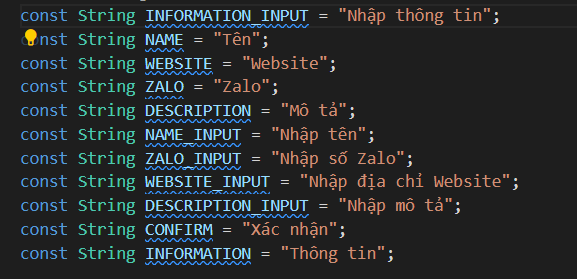 const String INFORMATION_INPUT = "Nhập thông tin";
const String NAME = "Tên";
const String WEBSITE = "Website";
const String ZALO = "Zalo";
const String DESCRIPTION = "Mô tả";
const String NAME_INPUT = "Nhập tên";
const String ZALO_INPUT = "Nhập số Zalo";
const String WEBSITE_INPUT = "Nhập địa chỉ Website";
const String DESCRIPTION_INPUT = "Nhập mô tả";
const String CONFIRM = "Xác nhận";
const String INFORMATION = "Thông tin";